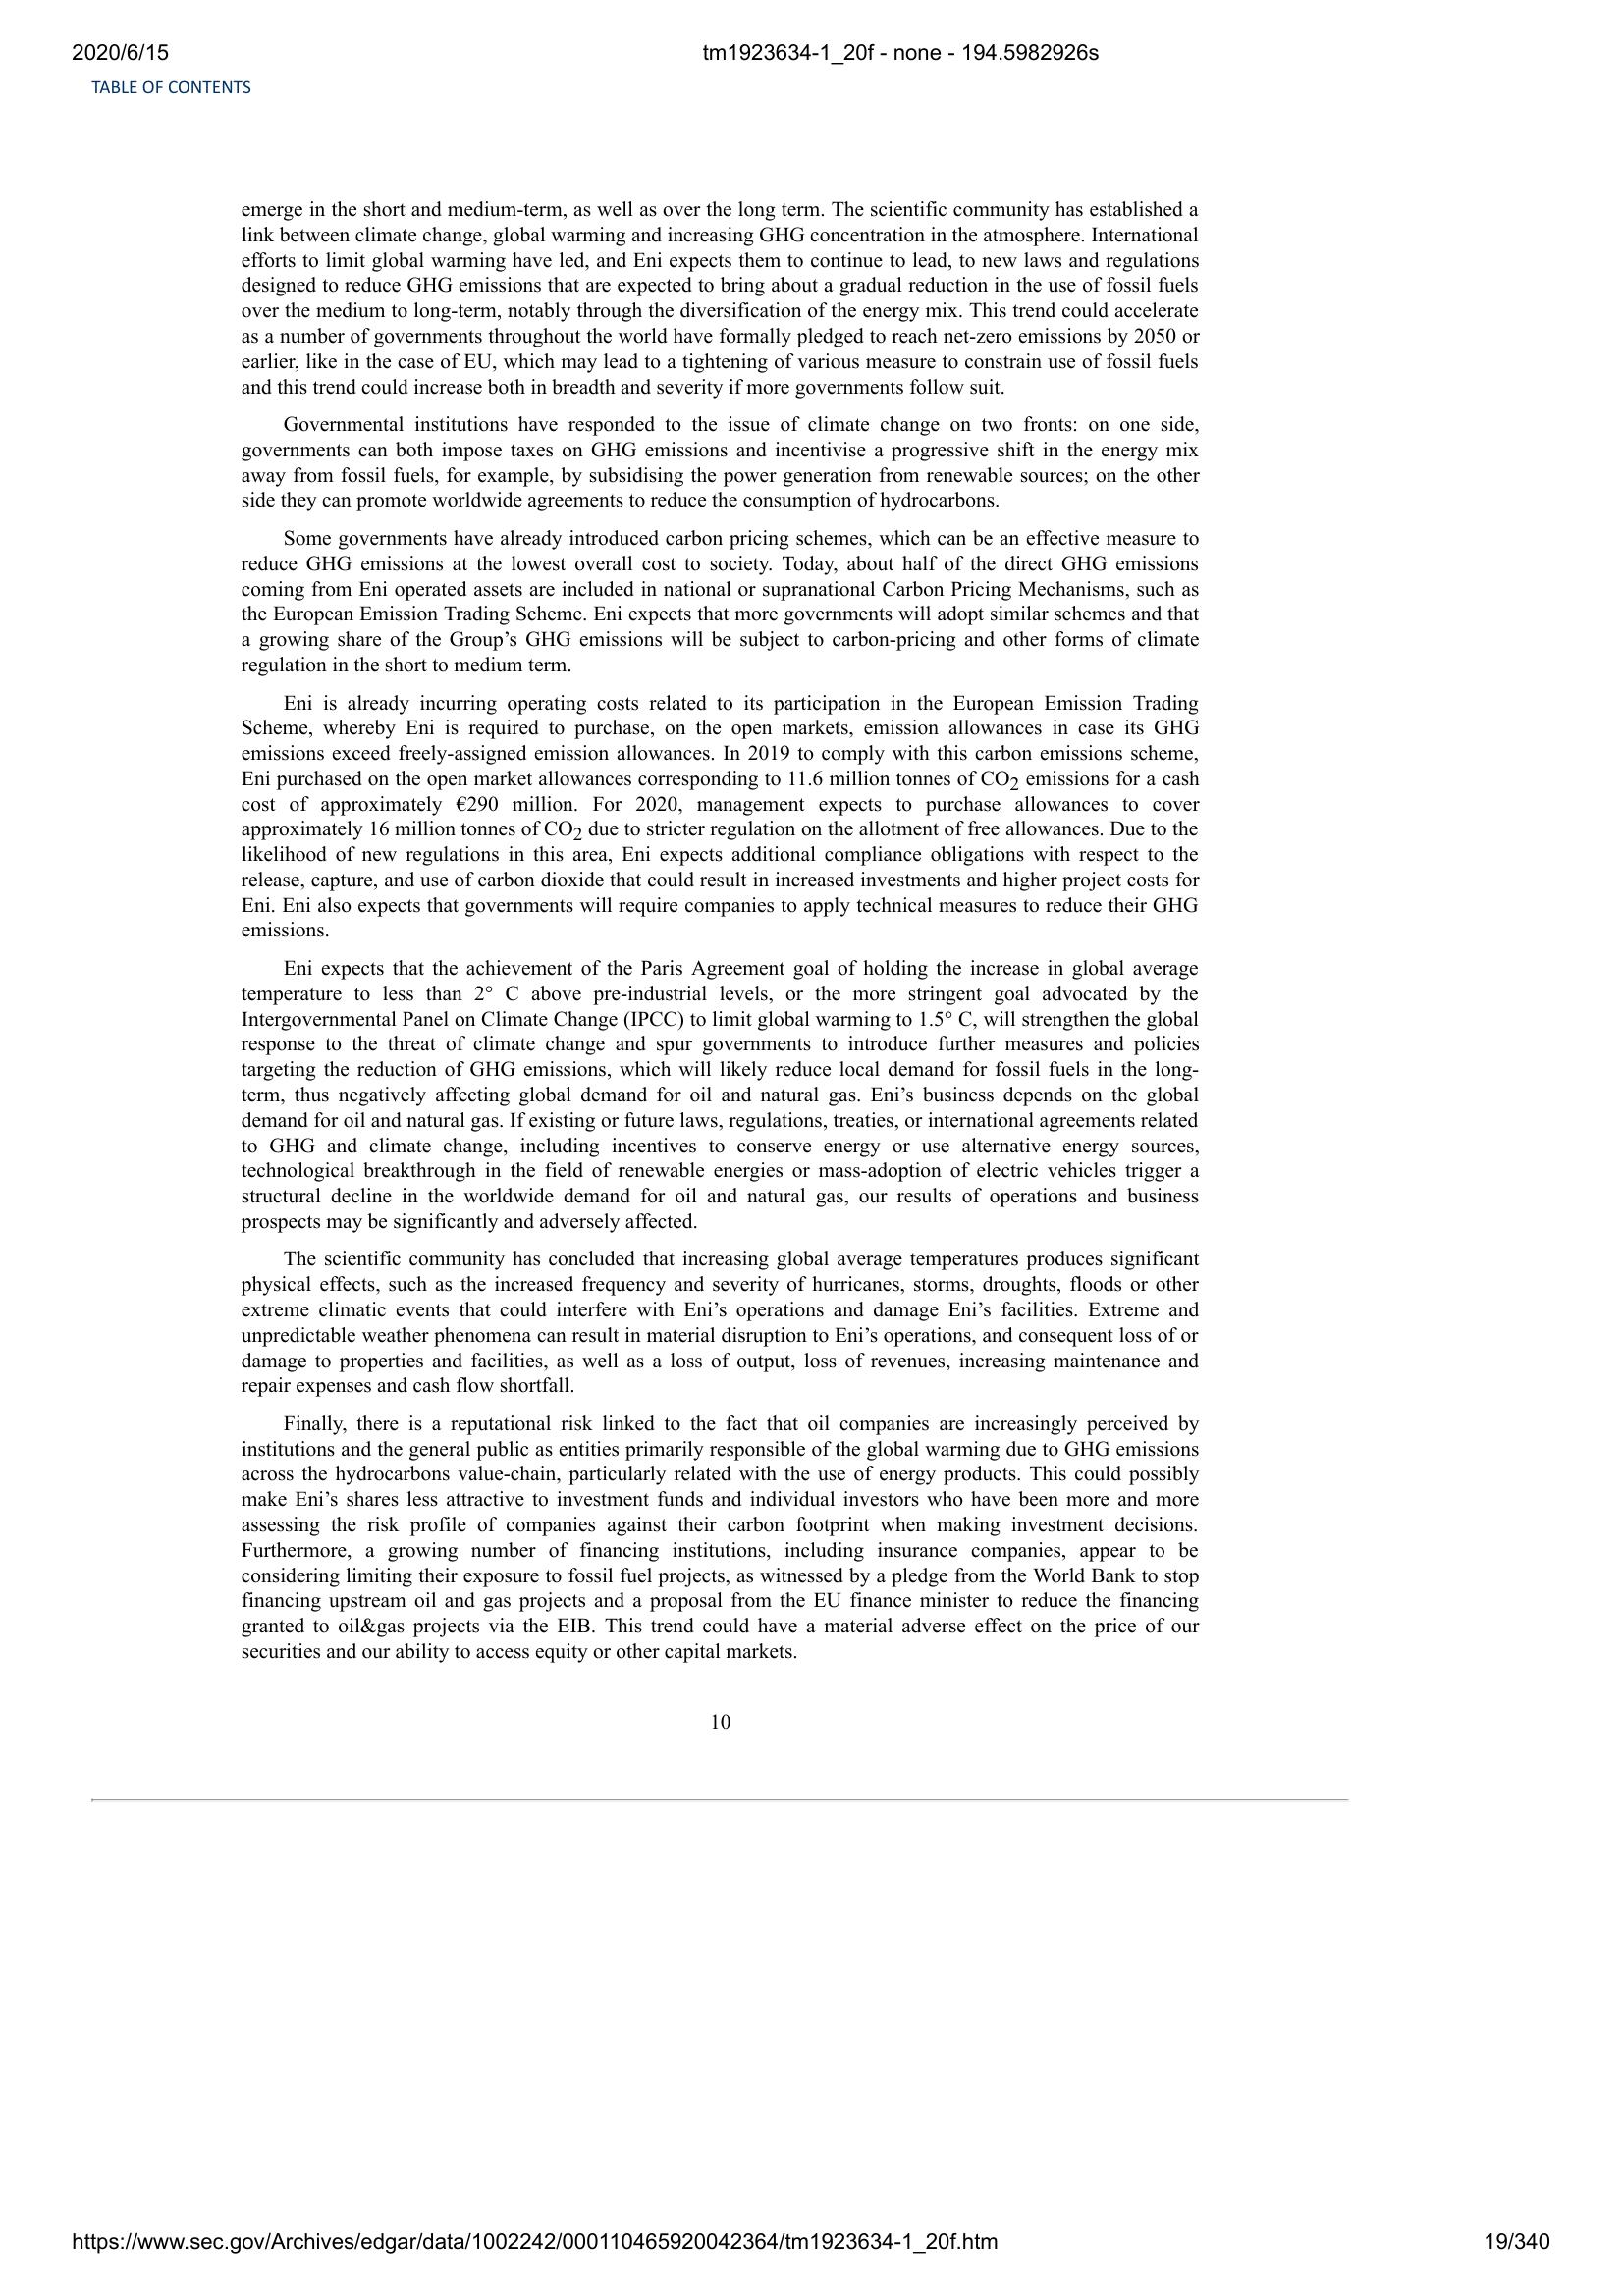 2020/6/15 tm1923634-1_20f - none - 194.5982926s
TABLE OF CONTENTS
emerge in the short and medium-term, as well as over the long term. The scientific community has established a
link between climate change, global warming and increasing GHG concentration in the atmosphere. International
efforts to limit global warming have led, and Eni expects them to continue to lead, to new laws and regulations
designed to reduce GHG emissions that are expected to bring about a gradual reduction in the use of fossil fuels
over the medium to long-term, notably through the diversification of the energy mix. This trend could accelerate
as a number of governments throughout the world have formally pledged to reach net-zero emissions by 2050 or
earlier, like in the case of EU, which may lead to a tightening of various measure to constrain use of fossil fuels
and this trend could increase both in breadth and severity if more governments follow suit.
Governmental institutions have responded to the issue of climate change on two fronts: on one side,
governments can both impose taxes on GHG emissions and incentivise a progressive shift in the energy mix
away from fossil fuels, for example, by subsidising the power generation from renewable sources; on the other
side they can promote worldwide agreements to reduce the consumption of hydrocarbons.
Some governments have already introduced carbon pricing schemes, which can be an effective measure to
reduce GHG emissions at the lowest overall cost to society. Today, about half of the direct GHG emissions
coming from Eni operated assets are included in national or supranational Carbon Pricing Mechanisms, such as
the European Emission Trading Scheme. Eni expects that more governments will adopt similar schemes and that
a growing share of the Group’s GHG emissions will be subject to carbon-pricing and other forms of climate
regulation in the short to medium term.
Eni is already incurring operating costs related to its participation in the European Emission Trading
Scheme, whereby Eni is required to purchase, on the open markets, emission allowances in case its GHG
emissions exceed freely-assigned emission allowances. In 2019 to comply with this carbon emissions scheme,
Eni purchased on the open market allowances corresponding to 11.6 million tonnes of CO2 emissions for a cash
cost of approximately €290 million. For 2020, management expects to purchase allowances to cover
approximately 16 million tonnes of CO2 due to stricter regulation on the allotment of free allowances. Due to the
likelihood of new regulations in this area, Eni expects additional compliance obligations with respect to the
release, capture, and use of carbon dioxide that could result in increased investments and higher project costs for
Eni. Eni also expects that governments will require companies to apply technical measures to reduce their GHG
emissions.
Eni expects that the achievement of the Paris Agreement goal of holding the increase in global average
temperature to less than 2° C above pre-industrial levels, or the more stringent goal advocated by the
Intergovernmental Panel on Climate Change (IPCC) to limit global warming to 1.5° C, will strengthen the global
response to the threat of climate change and spur governments to introduce further measures and policies
targeting the reduction of GHG emissions, which will likely reduce local demand for fossil fuels in the long-
term, thus negatively affecting global demand for oil and natural gas. Eni’s business depends on the global
demand for oil and natural gas. If existing or future laws, regulations, treaties, or international agreements related
to GHG and climate change, including incentives to conserve energy or use alternative energy sources,
technological breakthrough in the field of renewable energies or mass-adoption of electric vehicles trigger a
structural decline in the worldwide demand for oil and natural gas, our results of operations and business
prospects may be significantly and adversely affected.
The scientific community has concluded that increasing global average temperatures produces significant
physical effects, such as the increased frequency and severity of hurricanes, storms, droughts, floods or other
extreme climatic events that could interfere with Eni’s operations and damage Eni’s facilities. Extreme and
unpredictable weather phenomena can result in material disruption to Eni’s operations, and consequent loss of or
damage to properties and facilities, as well as a loss of output, loss of revenues, increasing maintenance and
repair expenses and cash flow shortfall.
Finally, there is a reputational risk linked to the fact that oil companies are increasingly perceived by
institutions and the general public as entities primarily responsible of the global warming due to GHG emissions
across the hydrocarbons value-chain, particularly related with the use of energy products. This could possibly
make Eni’s shares less attractive to investment funds and individual investors who have been more and more
assessing the risk profile of companies against their carbon footprint when making investment decisions.
Furthermore, a growing number of financing institutions, including insurance companies, appear to be
considering limiting their exposure to fossil fuel projects, as witnessed by a pledge from the World Bank to stop
financing upstream oil and gas projects and a proposal from the EU finance minister to reduce the financing
granted to oil&gas projects via the EIB. This trend could have a material adverse effect on the price of our
securities and our ability to access equity or other capital markets.
10
https://www.sec.gov/Archives/edgar/data/1002242/000110465920042364/tm1923634-1_20f.htm 19/340